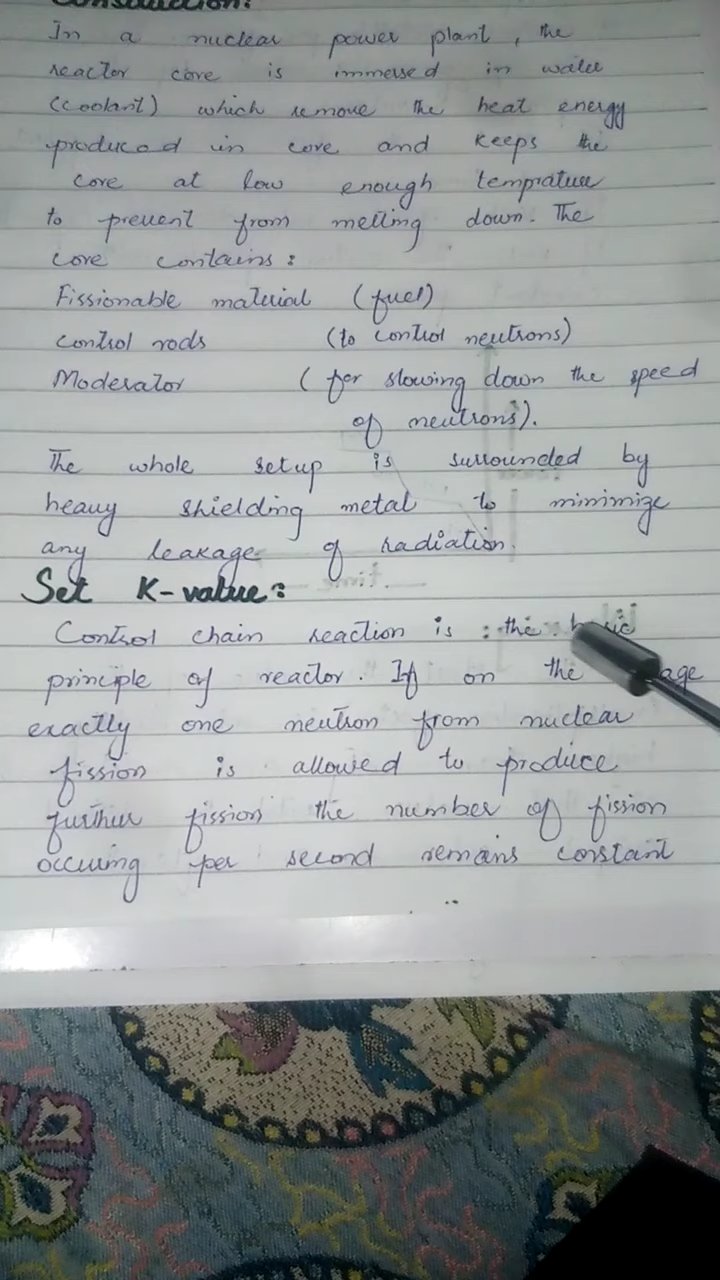 Construction:
In a nuclear power plant, the
reactor core is immersed in water
(coolant) which remove the heat energy
produced in core and keeps the
core at low enough temprature
to prevent from melting down. The
core contains:
Fissionable material (fuel)
control rods (to control neutrons)
Moderator (for slowing down the speed
of neutrons).
The whole setup is surrounded by
heavy shielding metal to minimize
any leakage of radiation.
Set K-value:
Control chain reaction is : the
principle of reactor. If on the
exactly one neutron from nuclear
fission is allowed to produce
further fission the number of fission
occuring per second remans constant